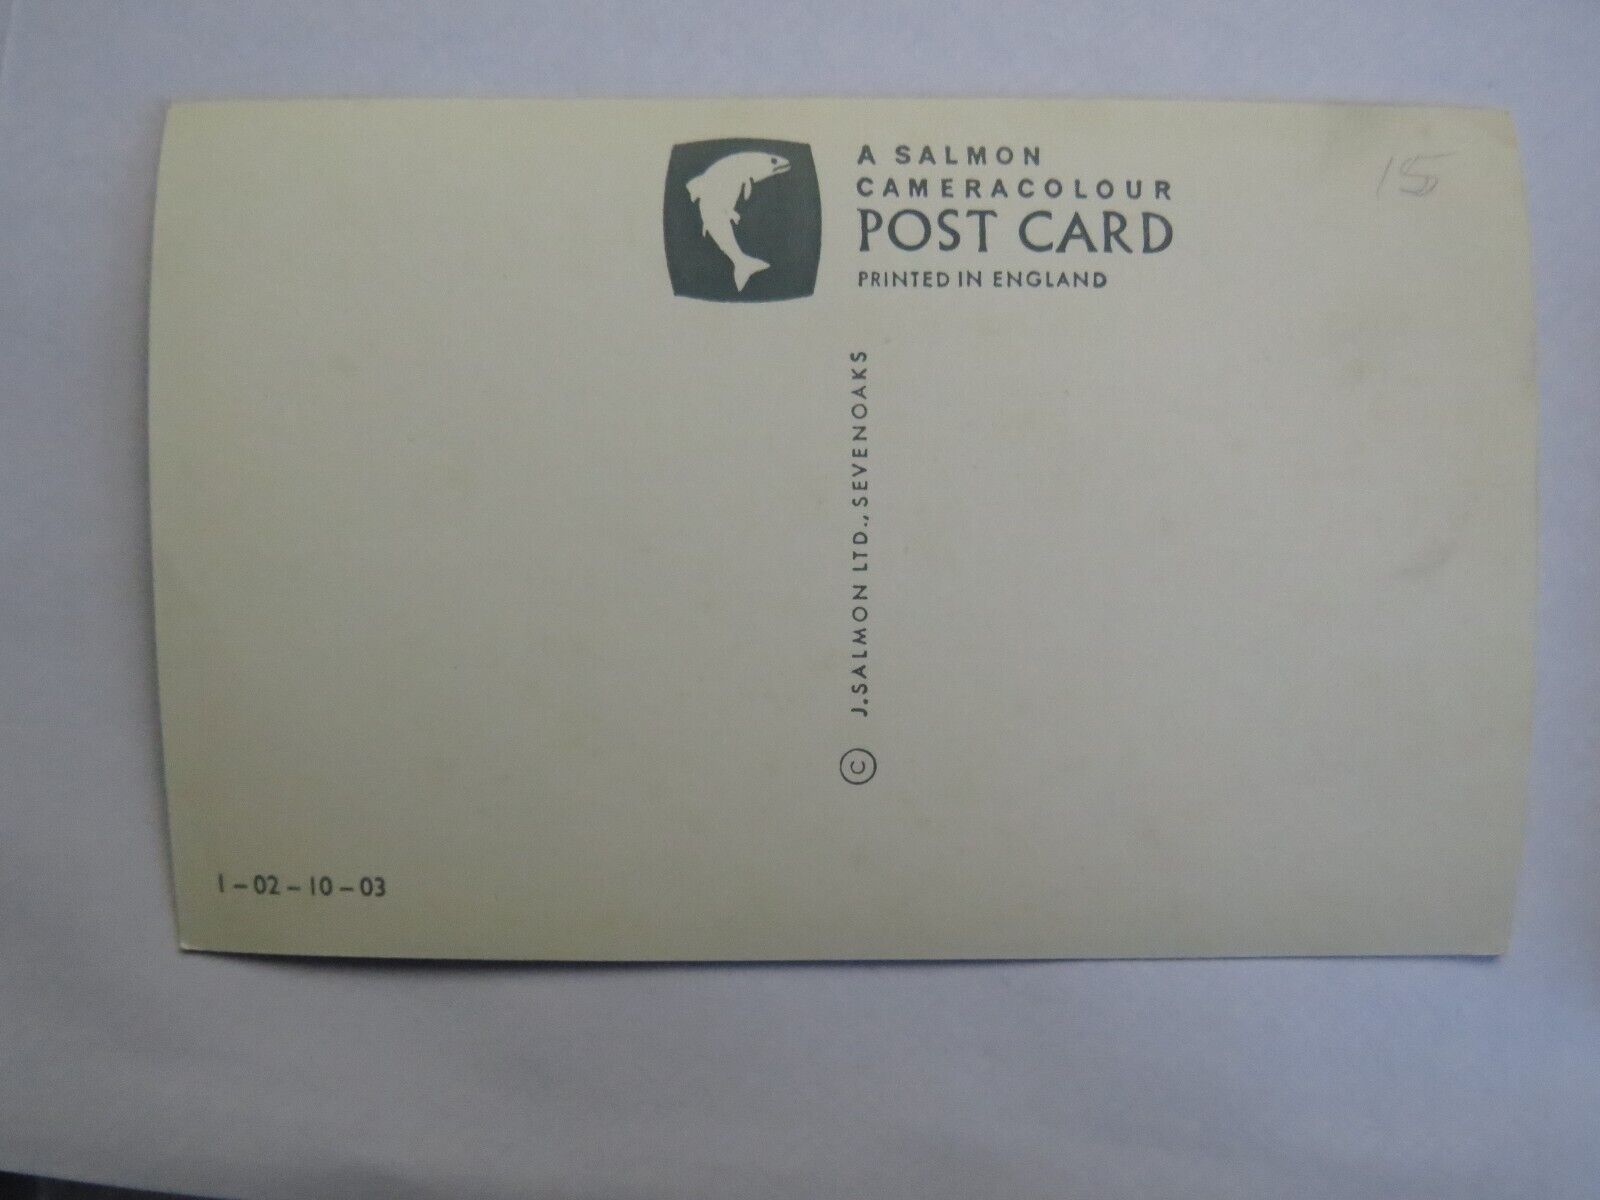 A SALMON
CAMERACOLOUR
POST CARD
PRINTED IN ENGLAND
15
© J. SALMON LTD., SEVENOAKS
1-02-10-03